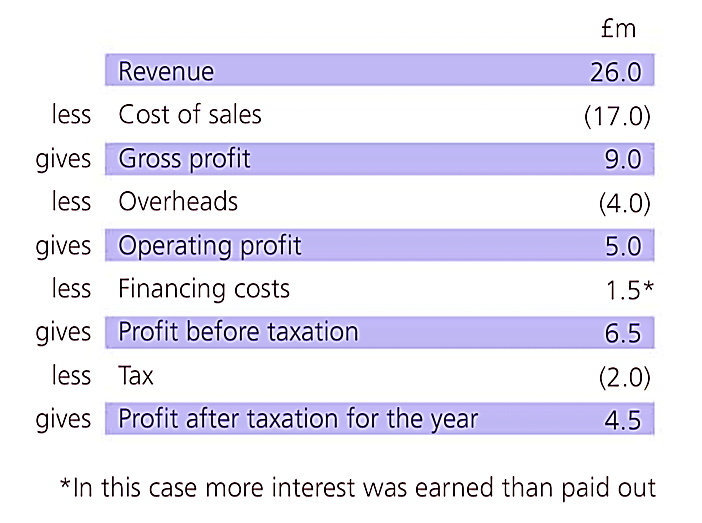 £m
Revenue 26.0
less Cost of sales (17.0)
gives Gross profit 9.0
less Overheads (4.0)
gives Operating profit 5.0
less Financing costs 1.5*
gives Profit before taxation 6.5
less Tax (2.0)
gives Profit after taxation for the year 4.5
*In this case more interest was earned than paid out